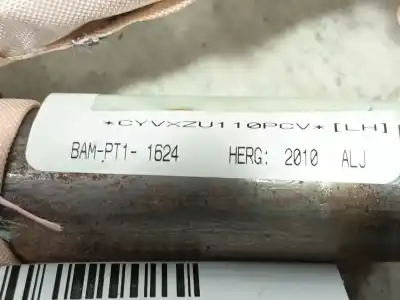 *CYVXZU110PCV*[LH]
BAM-PT1- 1624 HERG: 2010 ALJ